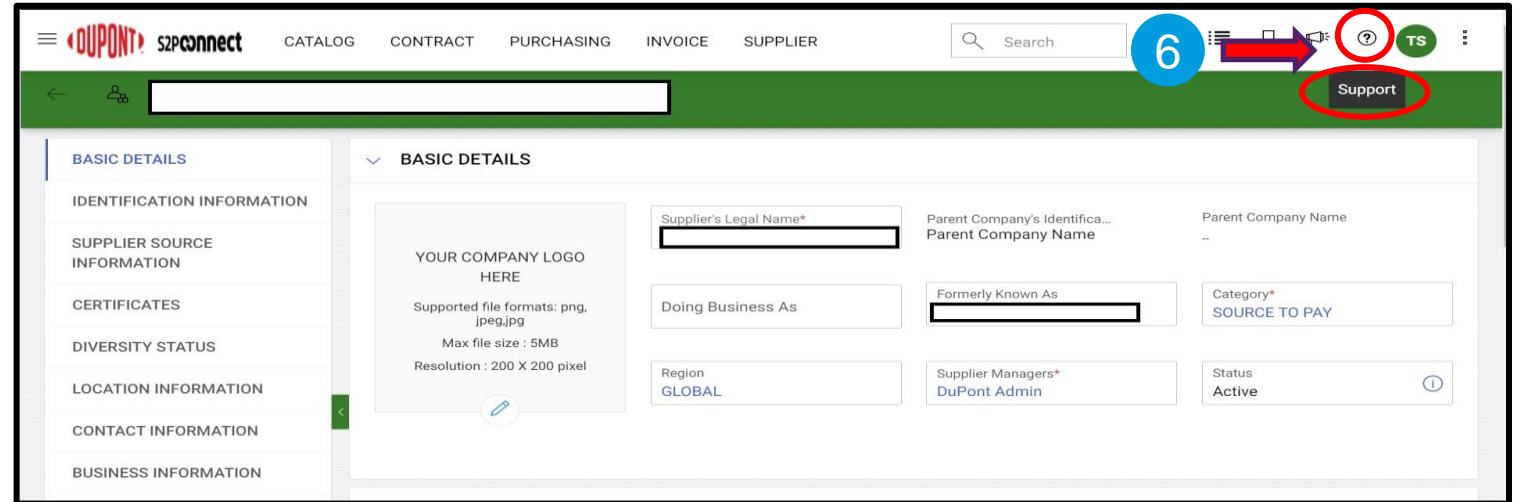 DUPONT S2PCONNECT CATALOG CONTRACT PURCHASING INVOICE SUPPLIER Search 6 ? TS
Support
BASIC DETAILS
IDENTIFICATION INFORMATION
SUPPLIER SOURCE
INFORMATION
CERTIFICATES
DIVERSITY STATUS
LOCATION INFORMATION
CONTACT INFORMATION
BUSINESS INFORMATION
BASIC DETAILS
YOUR COMPANY LOGO
HERE
Supported file formats: png,
jpeg,jpg
Max file size : 5MB
Resolution : 200 X 200 pixel
Supplier's Legal Name*
Parent Company's Identifica...
Parent Company Name
Parent Company Name
--
Doing Business As
Formerly Known As
Category*
SOURCE TO PAY
Region
GLOBAL
Supplier Managers*
DuPont Admin
Status
Active